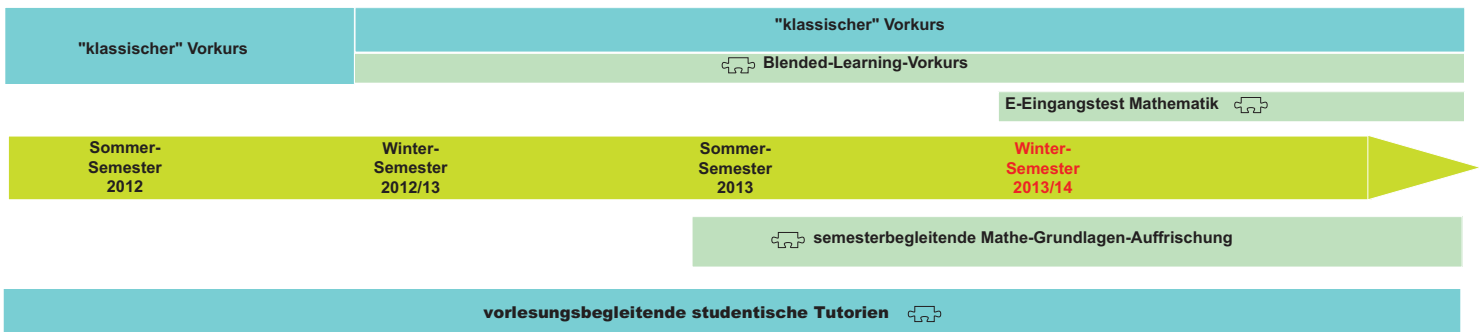 "klassischer" Vorkurs
"klassischer" Vorkurs
Blended-Learning-Vorkurs
E-Eingangstest Mathematik
Sommer-
Semester
2012
Winter-
Semester
2012/13
Sommer-
Semester
2013
Winter-
Semester
2013/14
semesterbegleitende Mathe-Grundlagen-Auffrischung
vorlesungsbegleitende studentische Tutorien